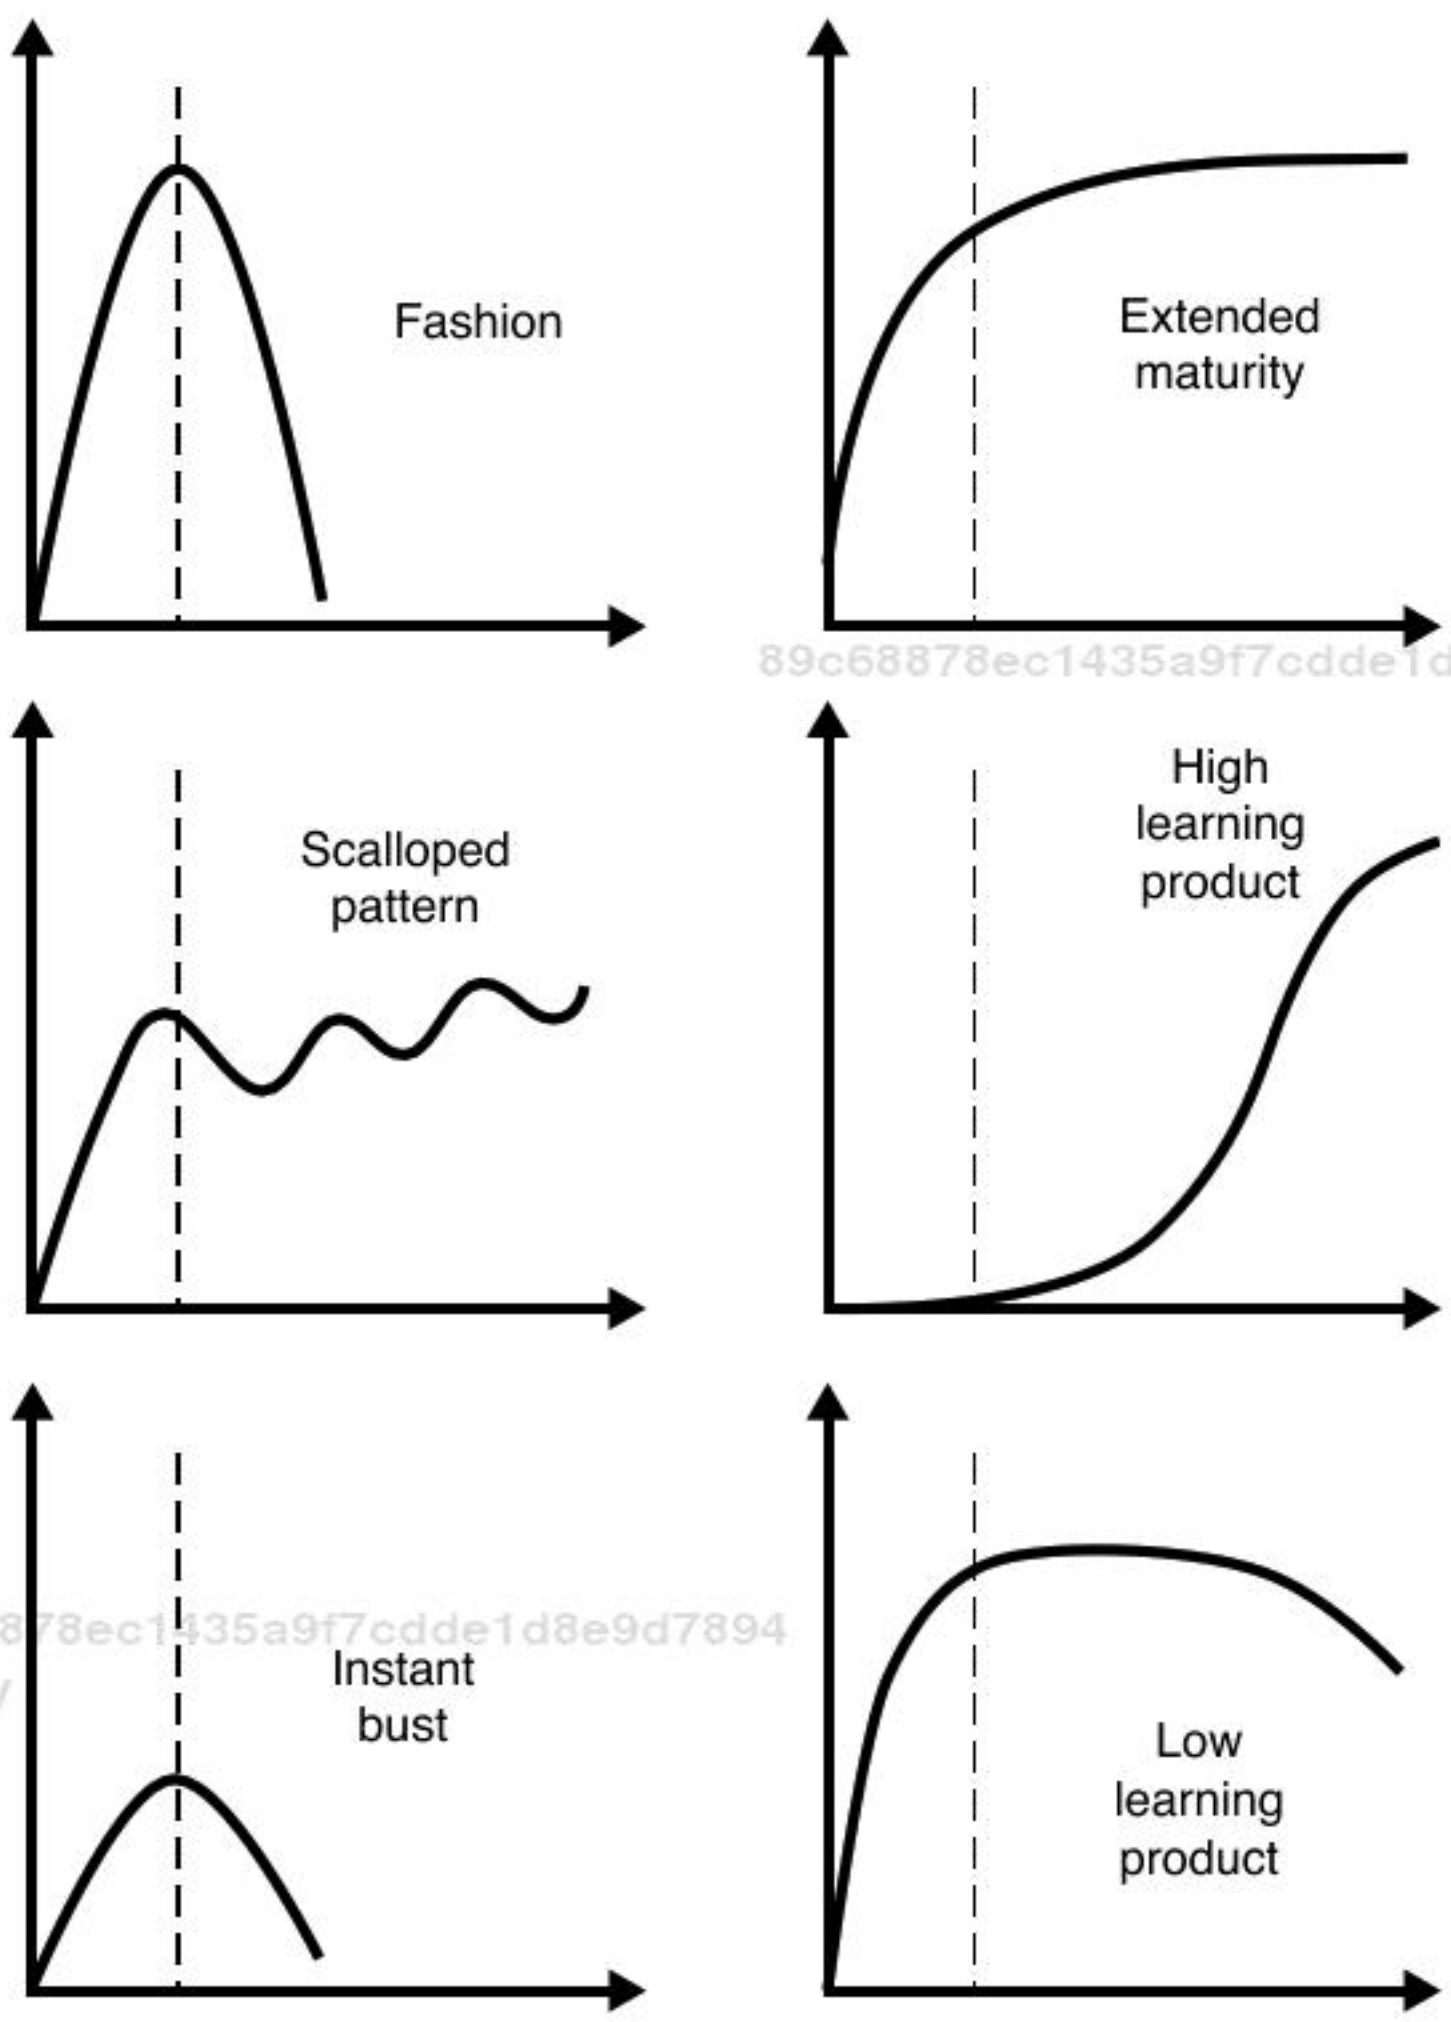 Fashion
Extended
maturity
89c68878ec1435a9f7cdde1d
Scalloped
pattern
High
learning
product
878ec1435a9f7cdde1d8e9d7894
Instant
bust
Low
learning
product